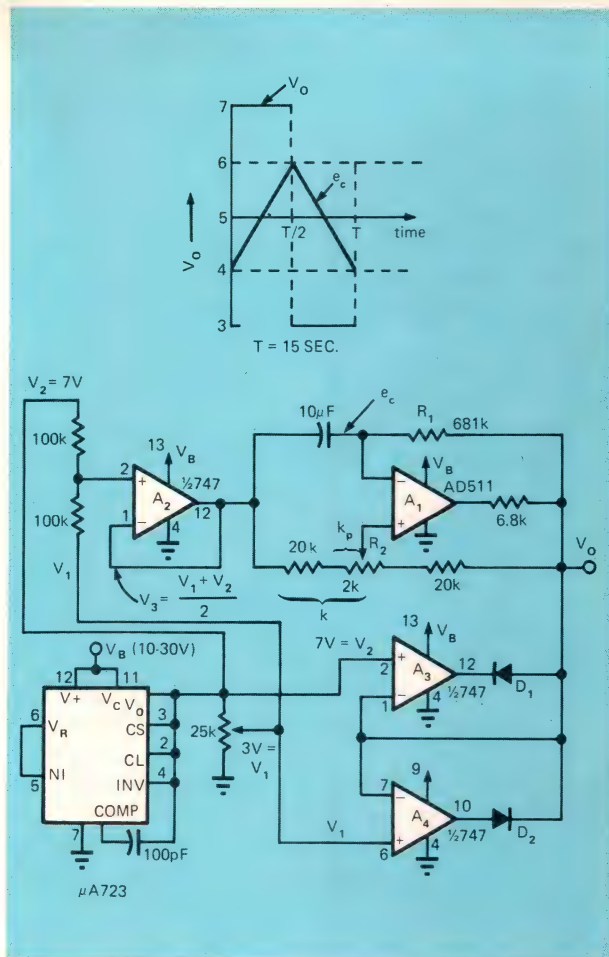 V₀
7
6
5
4
3
e_c
T/2
T
time
V₀
T = 15 SEC.
V₂ = 7V
100k
100k
V₁
13
V_B
2
+
A₂
½747
12
1
−
4
V₃ = (V₁ + V₂)/2
10μF
e_c
R₁
681k
V_B
−
A₁
AD511
+
6.8k
k_p
R₂
20k
2k
20k
k
V₀
V_B (10-30V)
12
11
V+
V_C
V₀
6
V_R
CS
3
CL
2
5
NI
INV
4
COMP
7
100pF
μA723
25k
3V = V₁
7V = V₂
13
V_B
2
+
A₃
12
D₁
½747
1
−
4
9
7
−
A₄
10
D₂
½747
V₁
6
+
4